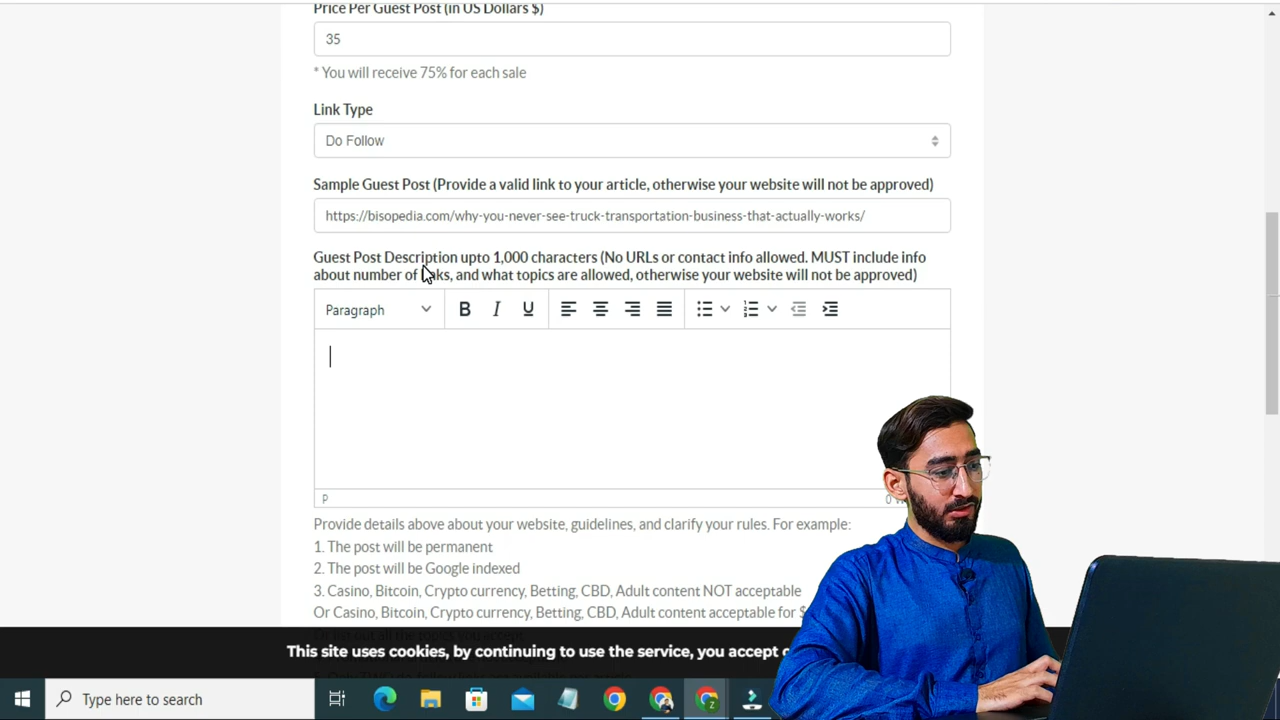 Price Per Guest Post (in US Dollars $)
35
* You will receive 75% for each sale
Link Type
Do Follow
Sample Guest Post (Provide a valid link to your article, otherwise your website will not be approved)
https://bisopedia.com/why-you-never-see-truck-transportation-business-that-actually-works/
Guest Post Description upto 1,000 characters (No URLs or contact info allowed. MUST include info
about number of links, and what topics are allowed, otherwise your website will not be approved)
Paragraph
B I U
P
0
Provide details above about your website, guidelines, and clarify your rules. For example:
1. The post will be permanent
2. The post will be Google indexed
3. Casino, Bitcoin, Crypto currency, Betting, CBD, Adult content NOT acceptable
Or Casino, Bitcoin, Crypto currency, Betting, CBD, Adult content acceptable for $
This site uses cookies, by continuing to use the service, you accept
Type here to search